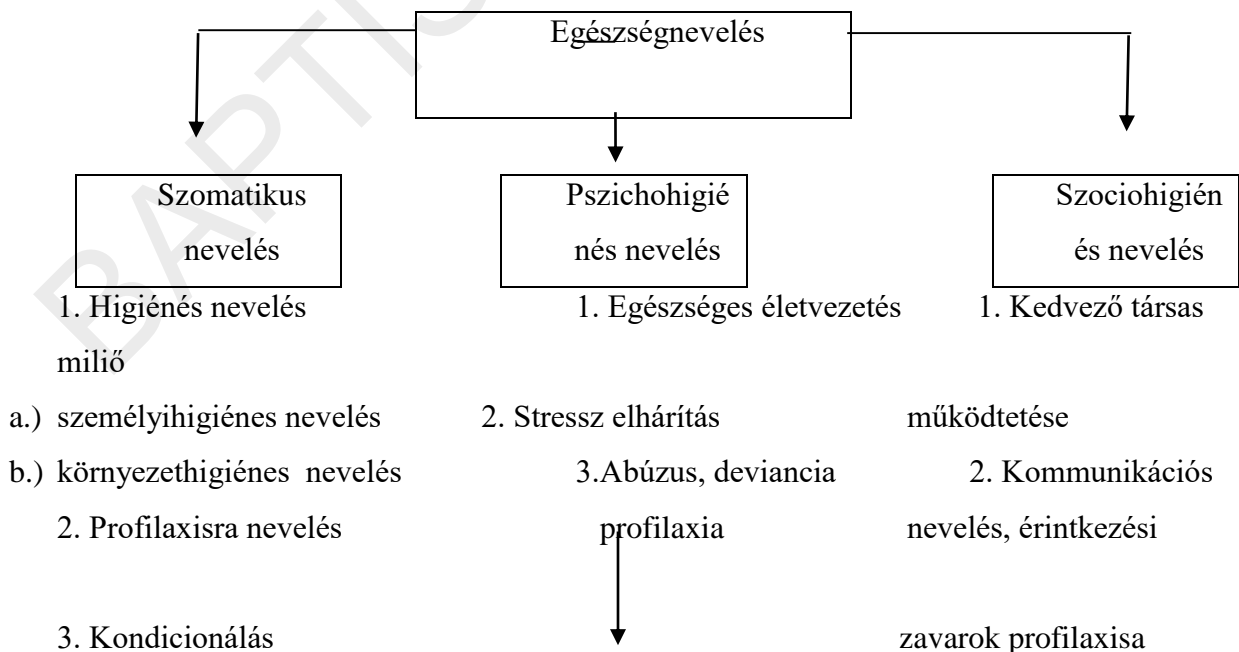 Egészségnevelés
Szomatikus
nevelés
Pszichohigié
nés nevelés
Szociohigién
és nevelés
1. Higiénés nevelés 1. Egészséges életvezetés 1. Kedvező társas
miliő
a.) személyihigiénes nevelés 2. Stressz elhárítás működtetése
b.) környezethigiénes nevelés 3.Abúzus, deviancia 2. Kommunikációs
2. Profilaxisra nevelés profilaxia nevelés, érintkezési
3. Kondicionálás zavarok profilaxisa
BAPTIS